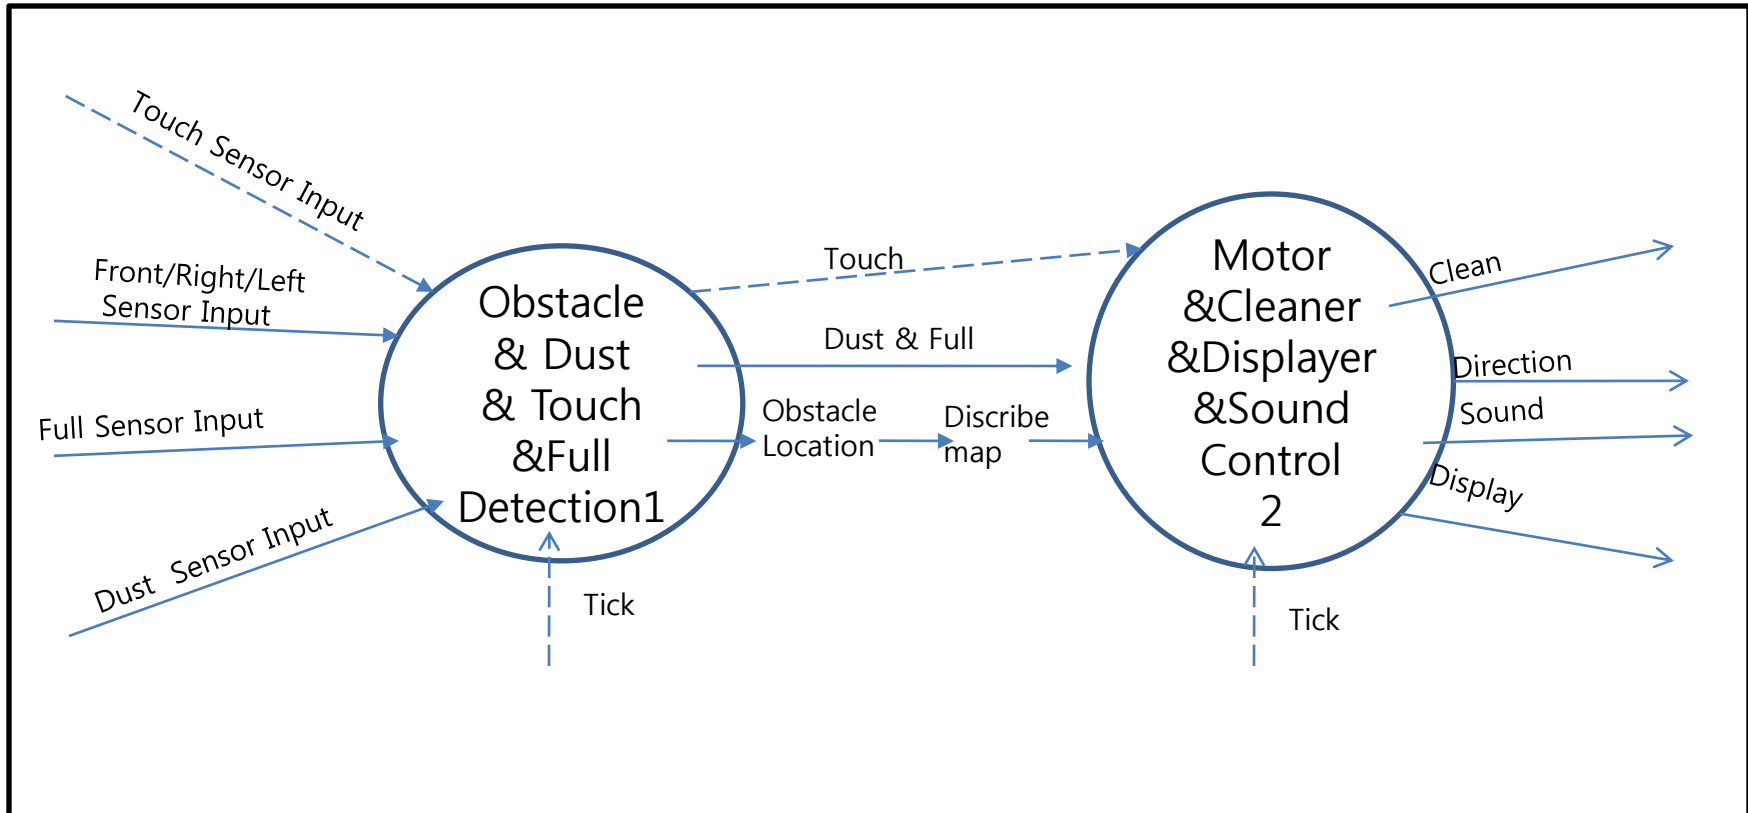 Touch Sensor Input
Front/Right/Left
Sensor Input
Full Sensor Input
Dust Sensor Input
Obstacle
& Dust
& Touch
&Full
Detection1
Tick
Touch
Dust & Full
Obstacle
Location
Discribe
map
Motor
&Cleaner
&Displayer
&Sound
Control
2
Tick
Clean
Direction
Sound
Display